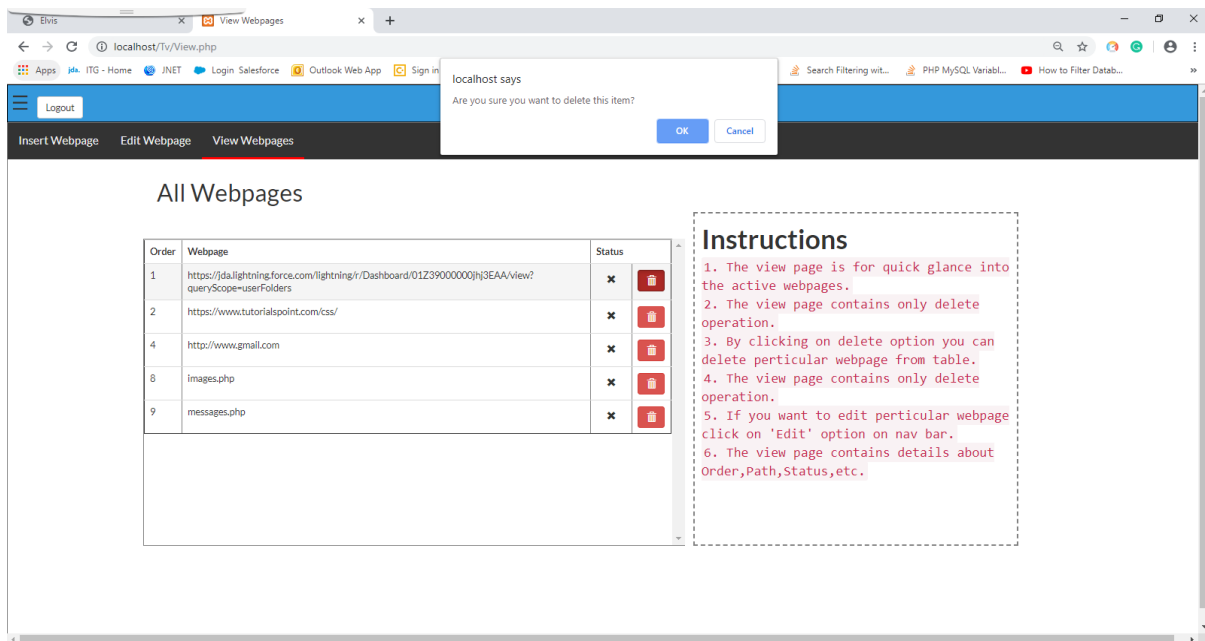 Elvis
View Webpages
localhost/Tv/View.php
Apps
jda. ITG - Home
JNET
Login Salesforce
Outlook Web App
Sign in
Search Filtering wit...
PHP MySQL Variabl...
How to Filter Datab...
»
localhost says
Are you sure you want to delete this item?
OK
Cancel
Logout
Insert Webpage
Edit Webpage
View Webpages
All Webpages
Order Webpage Status
1 https://jda.lightning.force.com/lightning/r/Dashboard/01Z39000000jhj3EAA/view?
queryScope=userFolders
2 https://www.tutorialspoint.com/css/
4 http://www.gmail.com
8 images.php
9 messages.php
Instructions
1. The view page is for quick glance into
the active webpages.
2. The view page contains only delete
operation.
3. By clicking on delete option you can
delete perticular webpage from table.
4. The view page contains only delete
operation.
5. If you want to edit perticular webpage
click on 'Edit' option on nav bar.
6. The view page contains details about
Order,Path,Status,etc.